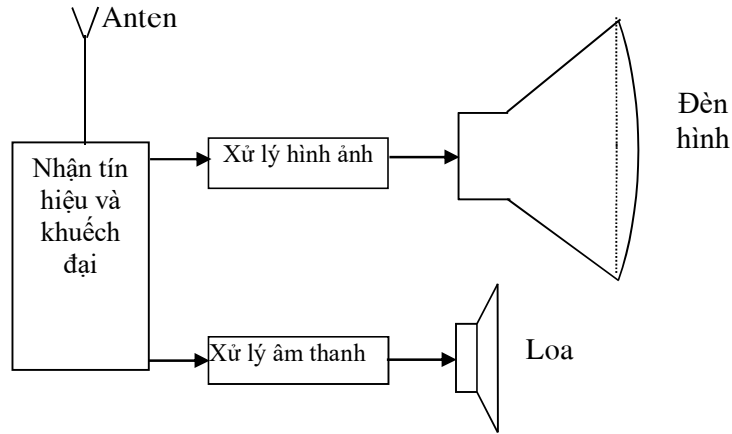 Anten
Nhận tín
hiệu và
khuếch
đại
Xử lý hình ảnh
Đèn
hình
Xử lý âm thanh
Loa